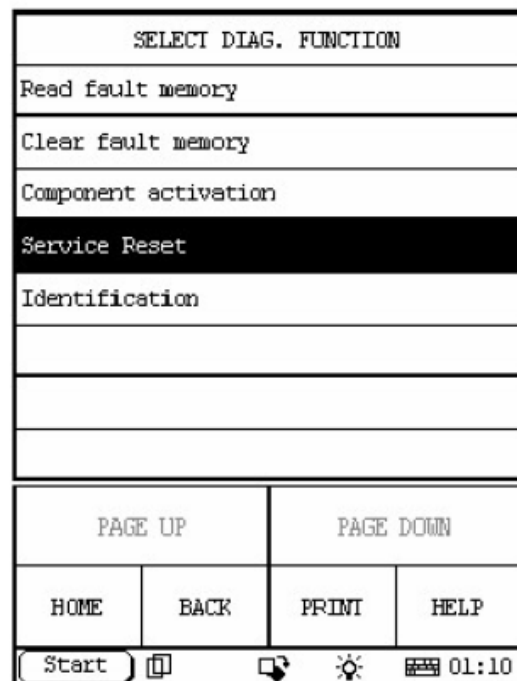 SELECT DIAG. FUNCTION
Read fault memory
Clear fault memory
Component activation
Service Reset
Identification
PAGE UP PAGE DOWN
HOME BACK PRINT HELP
Start 01:10